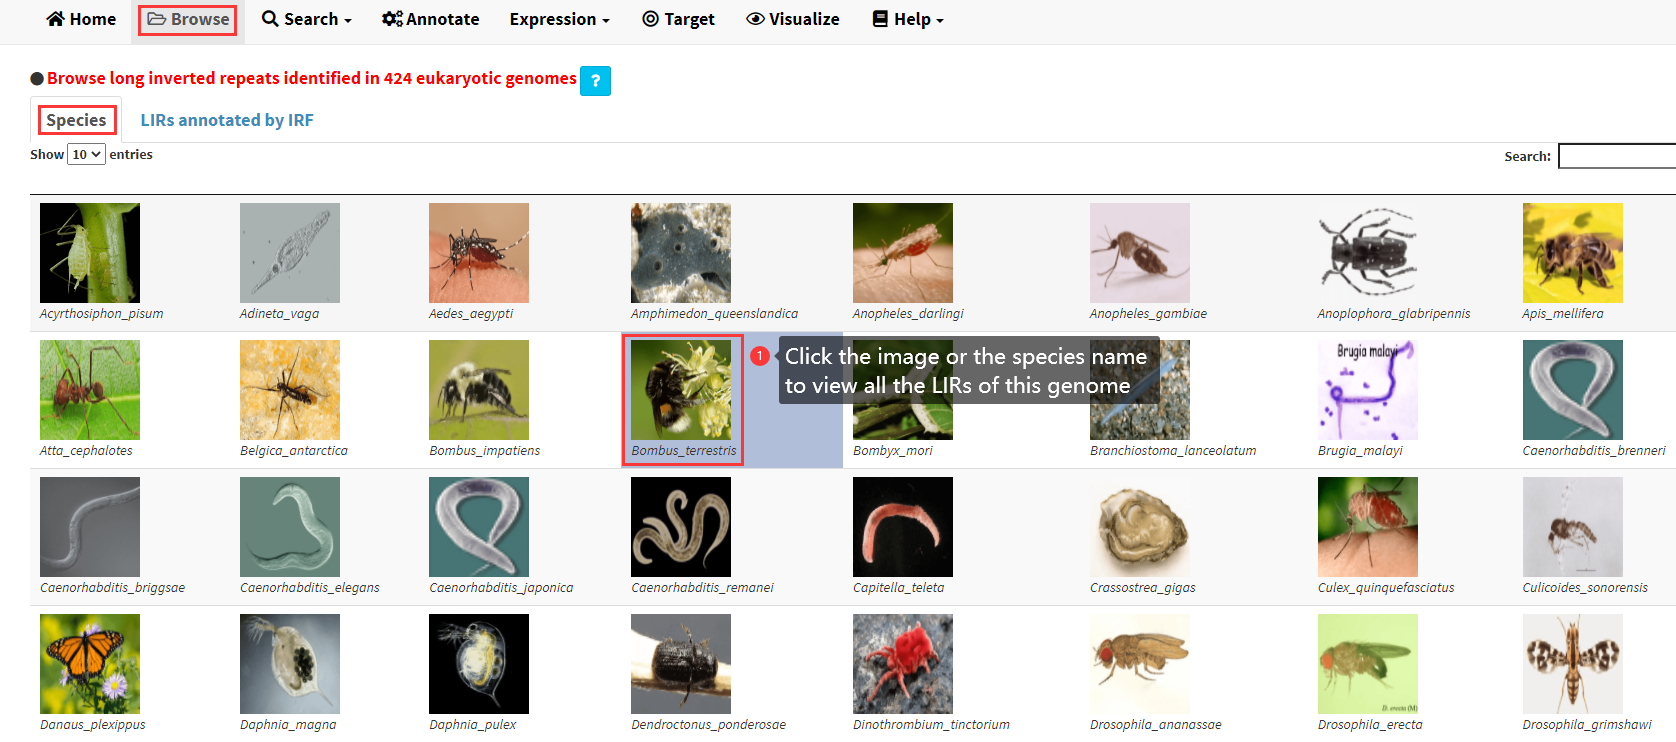 Home Browse Search Annotate Expression Target Visualize Help
Browse long inverted repeats identified in 424 eukaryotic genomes ?
Species LIRs annotated by IRF
Show 10 entries Search:
Acyrthosiphon_pisum Adineta_vaga Aedes_aegypti Amphimedon_queenslandica Anopheles_darlingi Anopheles_gambiae Anoplophora_glabripennis Apis_mellifera
1 Click the image or the species name
to view all the LIRs of this genome
Brugia malayi
Atta_cephalotes Belgica_antarctica Bombus_impatiens Bombus_terrestris Bombyx_mori Branchiostoma_lanceolatum Brugia_malayi Caenorhabditis_brenneri
Caenorhabditis_briggsae Caenorhabditis_elegans Caenorhabditis_japonica Caenorhabditis_remanei Capitella_teleta Crassostrea_gigas Culex_quinquefasciatus Culicoides_sonorensis
D. erecta (M)
Danaus_plexippus Daphnia_magna Daphnia_pulex Dendroctonus_ponderosae Dinothrombium_tinctorium Drosophila_ananassae Drosophila_erecta Drosophila_grimshawi